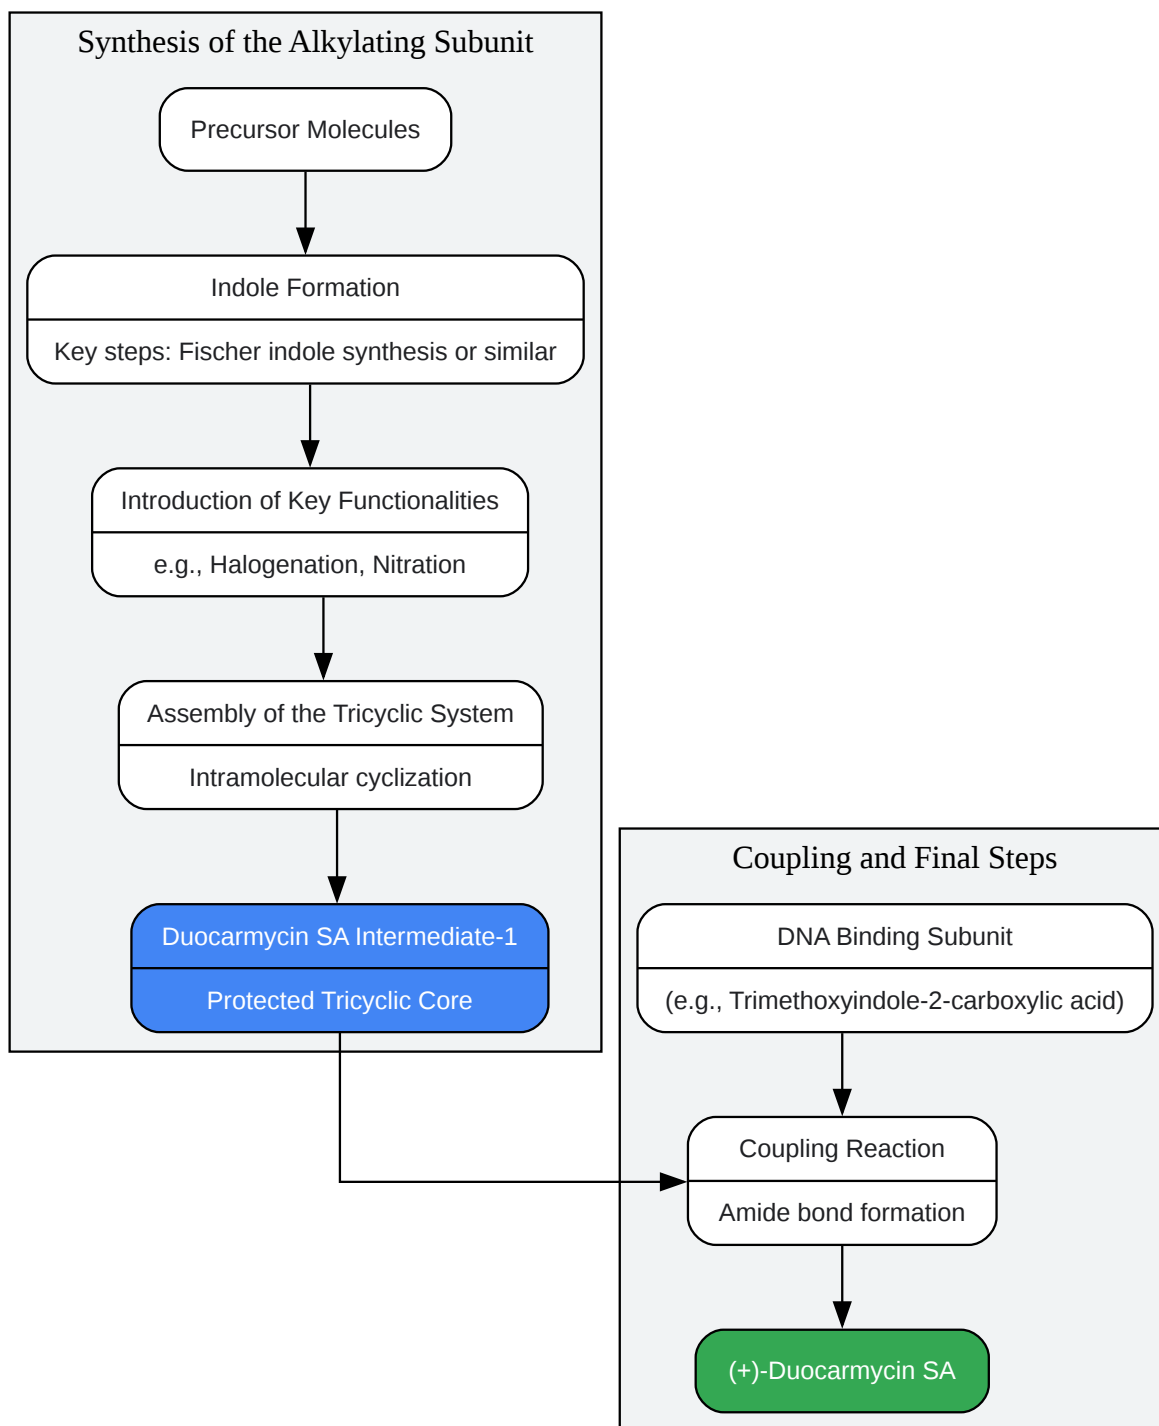 Synthesis of the Alkylating Subunit
Precursor Molecules
Indole Formation
Key steps: Fischer indole synthesis or similar
Introduction of Key Functionalities
e.g., Halogenation, Nitration
Assembly of the Tricyclic System
Intramolecular cyclization
Duocarmycin SA Intermediate-1
Protected Tricyclic Core
Coupling and Final Steps
DNA Binding Subunit
(e.g., Trimethoxyindole-2-carboxylic acid)
Coupling Reaction
Amide bond formation
(+)-Duocarmycin SA